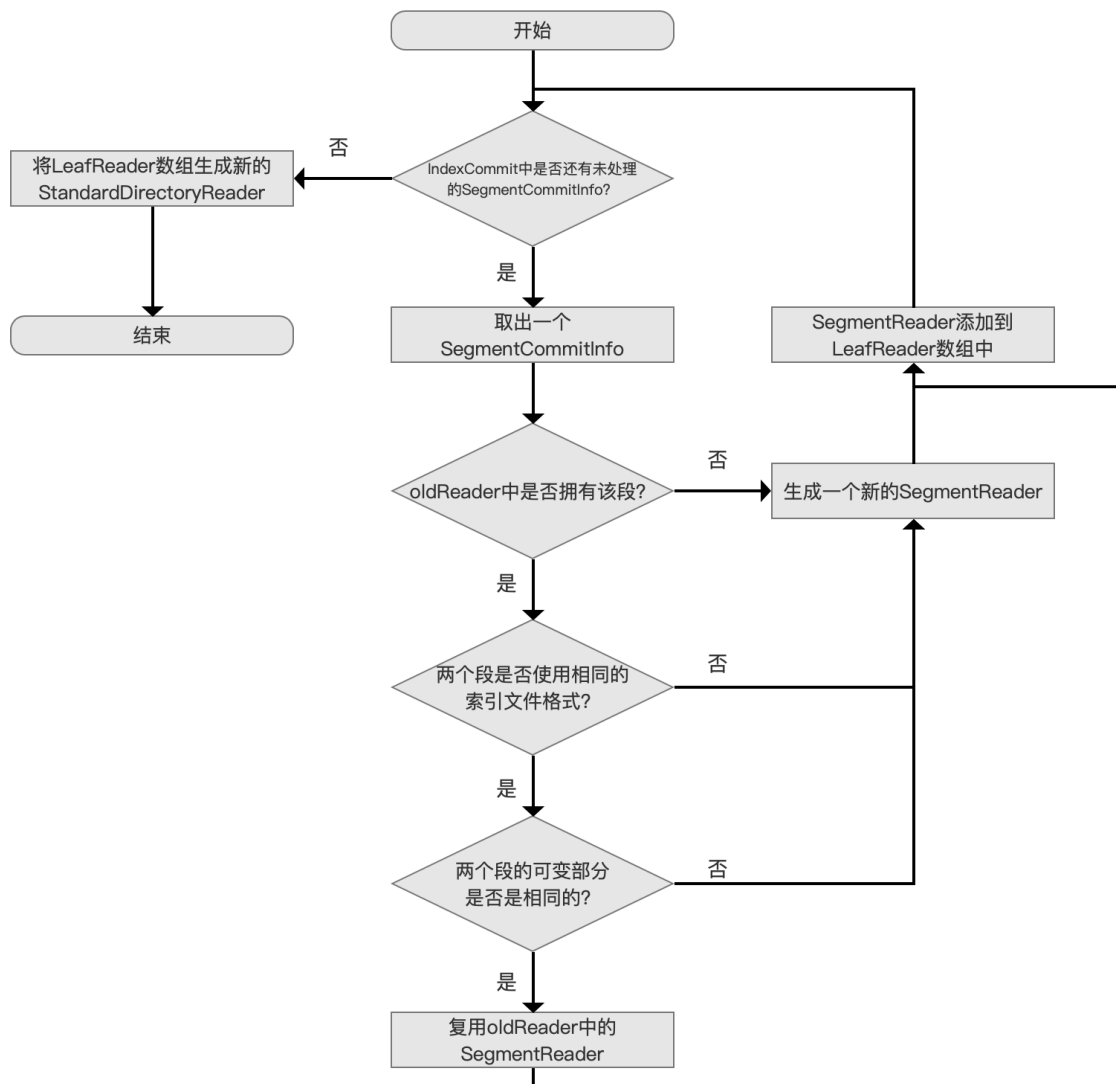 开始
IndexCommit中是否还有未处理
的SegmentCommitInfo?
否
将LeafReader数组生成新的
StandardDirectoryReader
结束
是
取出一个
SegmentCommitInfo
SegmentReader添加到
LeafReader数组中
oldReader中是否拥有该段?
否
生成一个新的SegmentReader
是
两个段是否使用相同的
索引文件格式?
否
是
两个段的可变部分
是否是相同的?
否
是
复用oldReader中的
SegmentReader